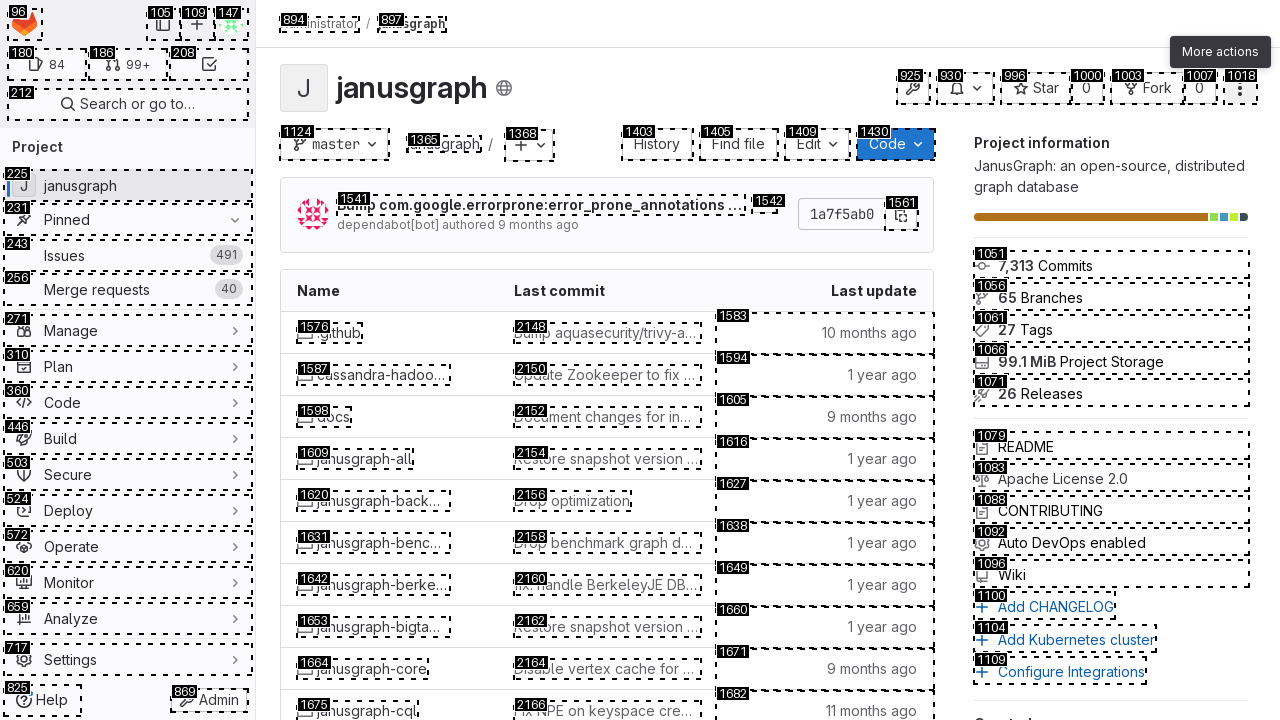 96
105
109
147
180
84
186
99+
208
212
Search or go to…
Project
225
J janusgraph
231
Pinned
243
Issues 491
256
Merge requests 40
271
Manage
310
Plan
360
Code
446
Build
503
Secure
524
Deploy
572
Operate
620
Monitor
659
Analyze
717
Settings
825
Help
869
Admin
894
Administrator
/
897
janusgraph
More actions
J janusgraph
925
930
996
Star
1000
0
1003
Fork
1007
0
1018
1124
master
1365
janusgraph /
1368
1403
History
1405
Find file
1409
Edit
1430
Code
1541
Bump com.google.errorprone:error_prone_annotations ...
1542
dependabot[bot] authored 9 months ago
1a7f5ab0
1561
Name Last commit Last update
1576
.github
2148
Bump aquasecurity/trivy-a…
1583
10 months ago
1587
cassandra-hadoo…
2150
Update Zookeeper to fix …
1594
1 year ago
1598
docs
2152
Document changes for in…
1605
9 months ago
1609
janusgraph-all
2154
Restore snapshot version …
1616
1 year ago
1620
janusgraph-back…
2156
Drop optimization
1627
1 year ago
1631
janusgraph-benc…
2158
Drop benchmark graph d…
1638
1 year ago
1642
janusgraph-berke…
2160
fix: handle BerkeleyJE DB…
1649
1 year ago
1653
janusgraph-bigta…
2162
Restore snapshot version …
1660
1 year ago
1664
janusgraph-core
2164
Disable vertex cache for …
1671
9 months ago
1675
janusgraph-cql
2166
Fix NPE on keyspace cre…
1682
11 months ago
Project information
JanusGraph: an open-source, distributed
graph database
1051
7,313 Commits
1056
65 Branches
1061
27 Tags
1066
99.1 MiB Project Storage
1071
26 Releases
1079
README
1083
Apache License 2.0
1088
CONTRIBUTING
1092
Auto DevOps enabled
1096
Wiki
1100
Add CHANGELOG
1104
Add Kubernetes cluster
1109
Configure Integrations